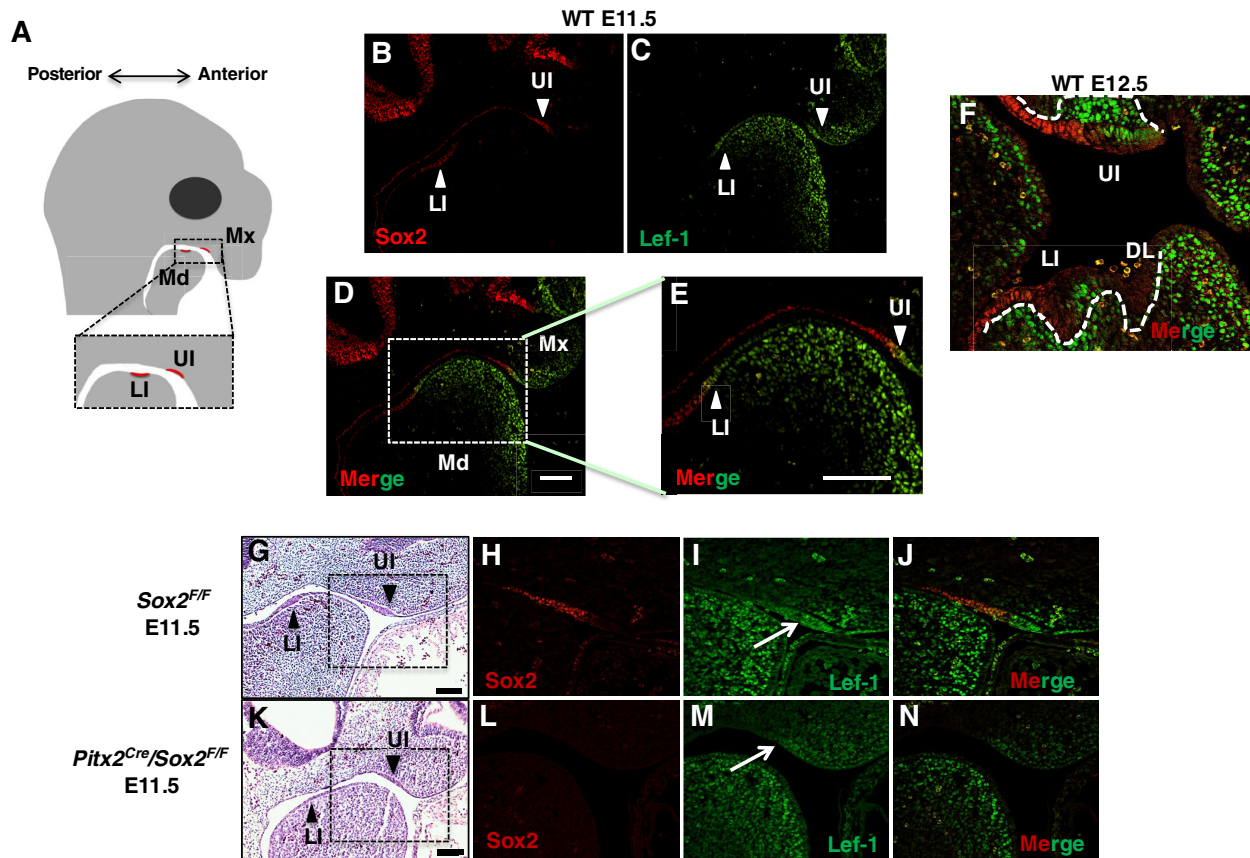 A
Posterior
Anterior
Mx
Md
UI
LI
WT E11.5
B
UI
LI
Sox2
C
UI
LI
Lef-1
D
Mx
Md
Merge
E
UI
LI
Merge
WT E12.5
F
UI
LI
DL
Merge
Sox2F/F
E11.5
G
UI
LI
H
Sox2
I
Lef-1
J
Merge
Pitx2Cre/Sox2F/F
E11.5
K
UI
LI
L
Sox2
M
Lef-1
N
Merge